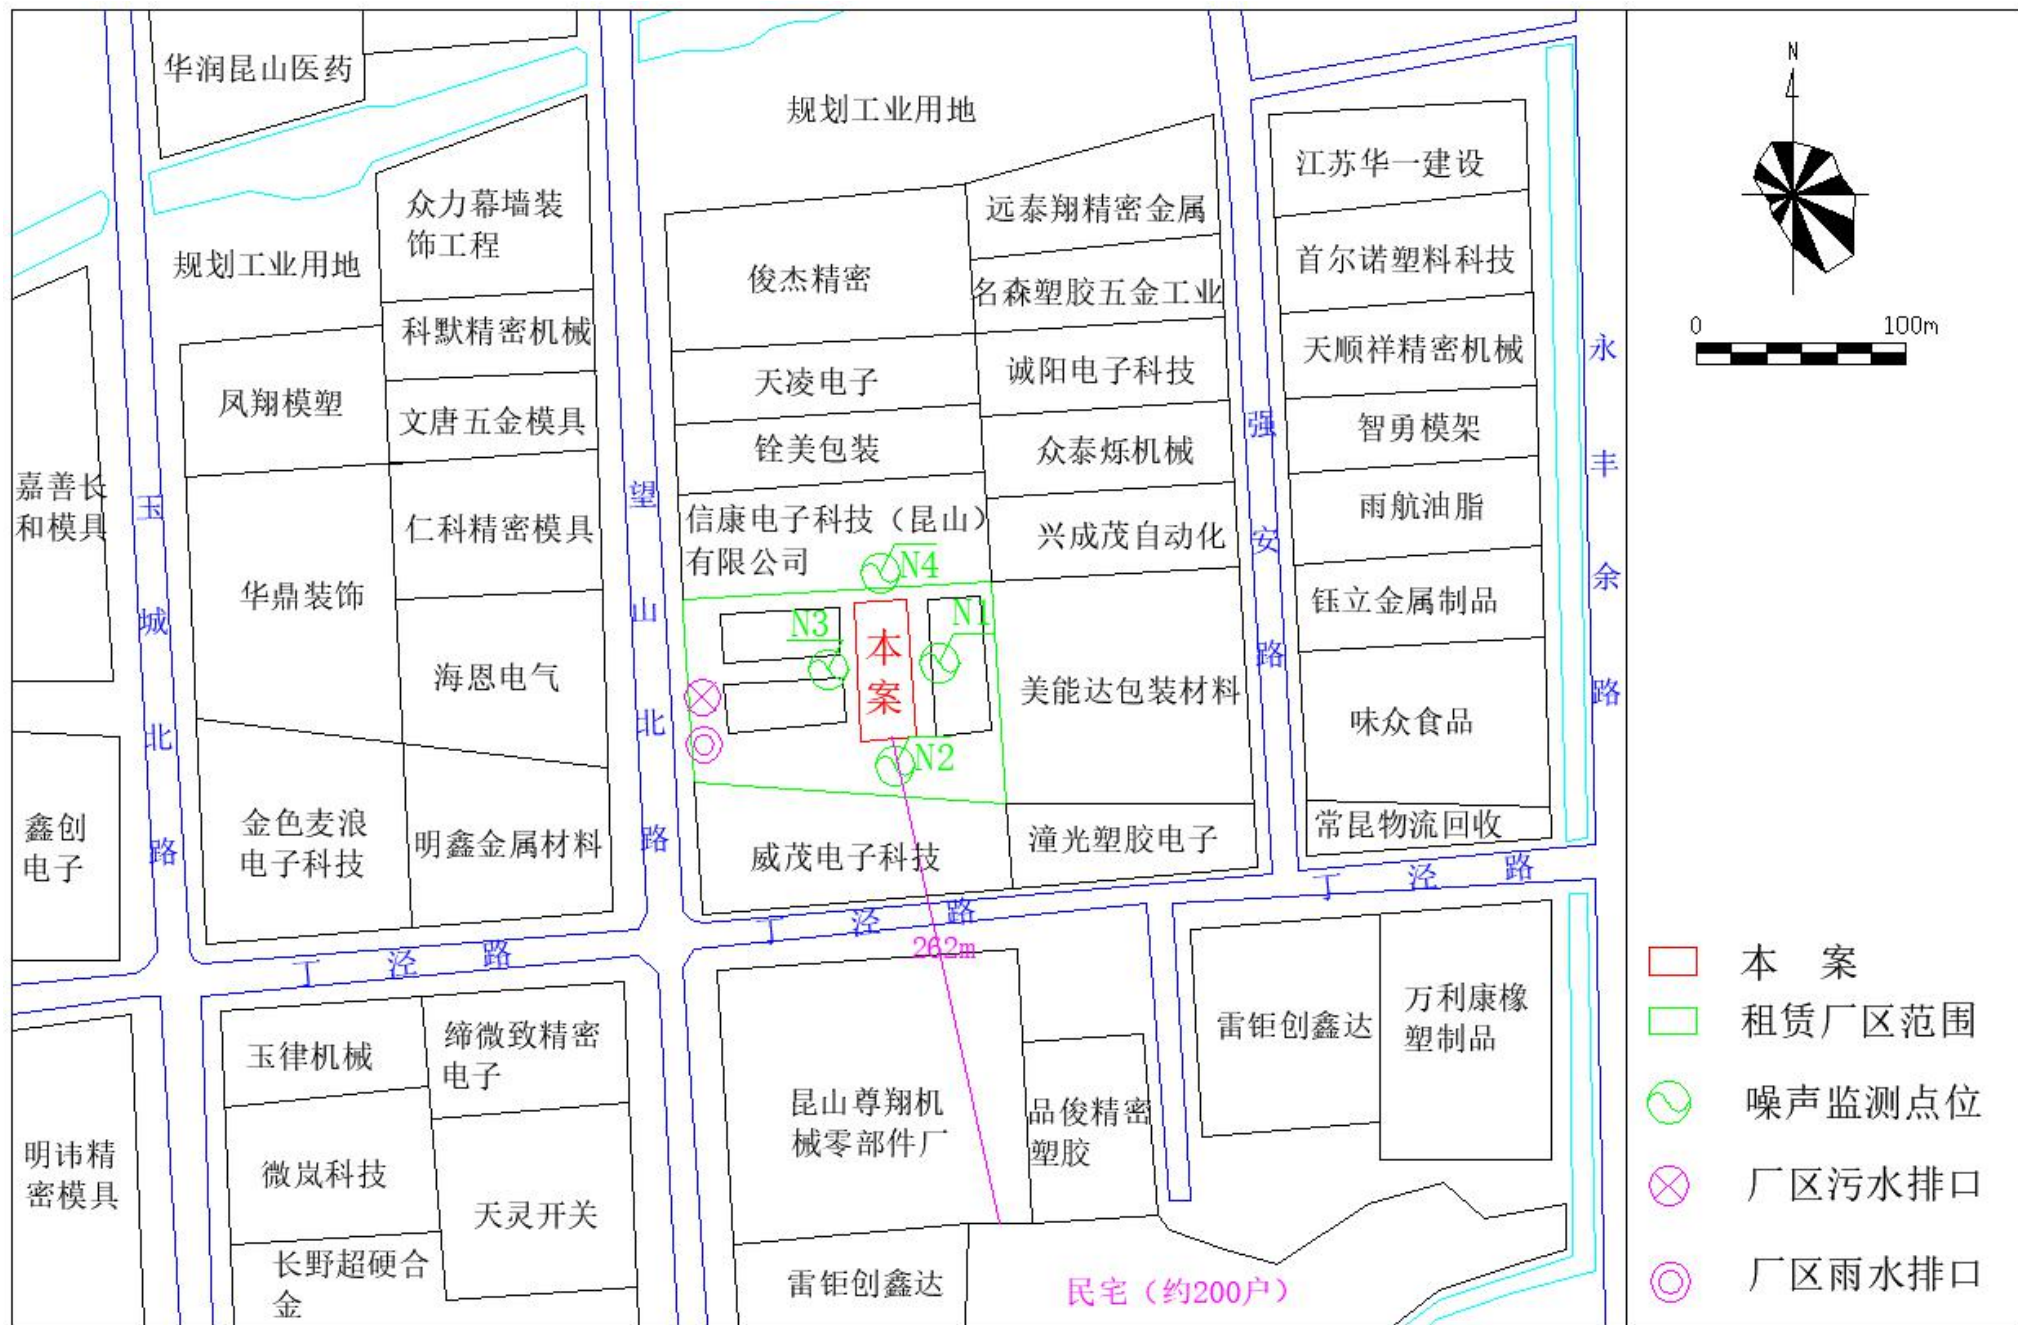 华润昆山医药
规划工业用地
众力幕墙装
饰工程
规划工业用地
科默精密机械
凤翔模塑
文唐五金模具
嘉善长
和模具
仁科精密模具
华鼎装饰
海恩电气
鑫创
电子
金色麦浪
电子科技
明鑫金属材料
玉城北路
望山北路
俊杰精密
远泰翔精密金属
名森塑胶五金工业
天凌电子
诚阳电子科技
铨美包装
众泰烁机械
信康电子科技（昆山）
有限公司
兴成茂自动化
N4
N3
N1
本
案
N2
美能达包装材料
威茂电子科技
潼光塑胶电子
强安路
江苏华一建设
首尔诺塑料科技
天顺祥精密机械
智勇模架
雨航油脂
钰立金属制品
味众食品
常昆物流回收
永丰余路
丁泾路
丁泾路
丁泾路
262m
玉律机械
缔微致精密
电子
微岚科技
天灵开关
明讳精
密模具
长野超硬合
金
昆山尊翔机
械零部件厂
品俊精密
塑胶
雷钜创鑫达
万利康橡
塑制品
雷钜创鑫达
民宅（约200户）
N
0 100m
本 案
租赁厂区范围
噪声监测点位
厂区污水排口
厂区雨水排口